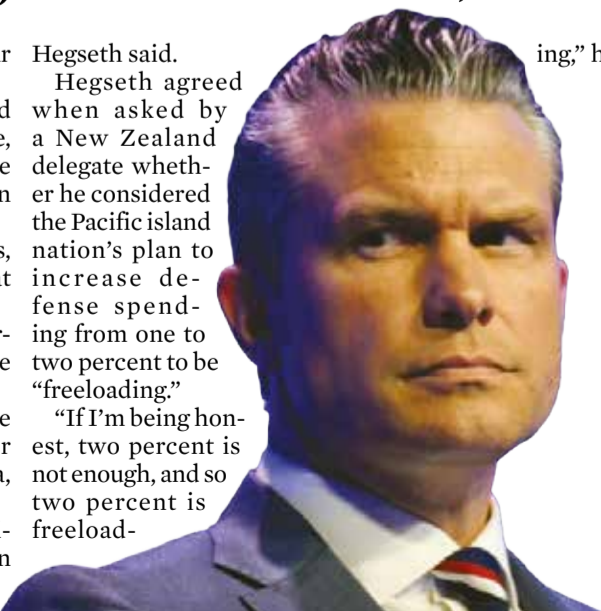 Hegseth said.
Hegseth agreed
when asked by
a New Zealand
delegate wheth-
er he considered
the Pacific island
nation's plan to
increase de-
fense spend-
ing from one to
two percent to be
“freeloading.”
“If I'm being hon-
est, two percent is
not enough, and so
two percent is
freeload-
ing,” h